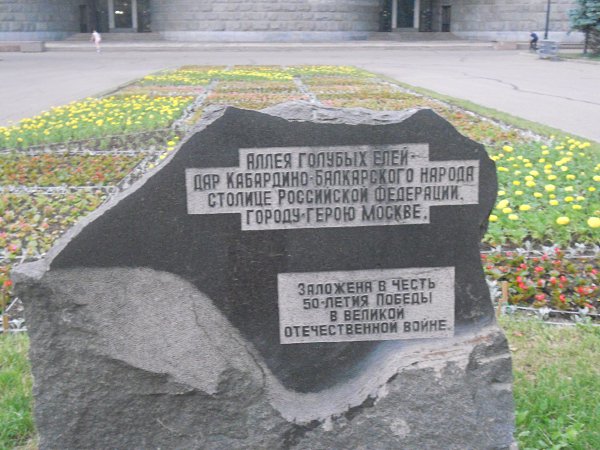 Аллея голубых елей-
дар Кабардино-Балкарского народа
столице Российской Федерации,
городу-герою Москве.
Заложена в честь
50-летия Победы
в Великой
Отечественной войне.